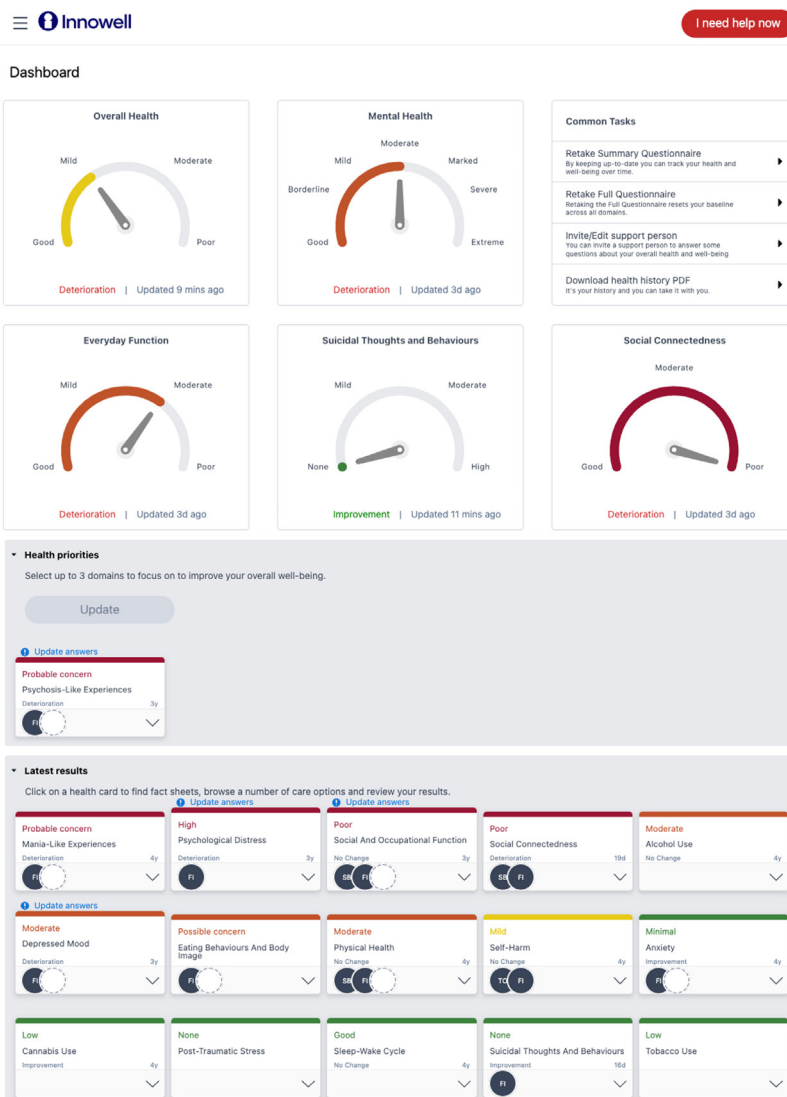 Innowell
I need help now
Dashboard
Overall Health
Mild
Moderate
Good
Poor
Deterioration | Updated 9 mins ago
Mental Health
Moderate
Mild
Marked
Borderline
Severe
Good
Extreme
Deterioration | Updated 3d ago
Common Tasks
Retake Summary Questionnaire
By keeping up-to-date you can track your health and
well-being over time.
Retake Full Questionnaire
Retaking the Full Questionnaire resets your baseline
across all domains.
Invite/Edit support person
You can invite a support person to answer some
questions about your overall health and well-being
Download health history PDF
It's your history and you can take it with you.
Everyday Function
Mild
Moderate
Good
Poor
Deterioration | Updated 3d ago
Suicidal Thoughts and Behaviours
Mild
Moderate
None
High
Improvement | Updated 11 mins ago
Social Connectedness
Moderate
Good
Poor
Deterioration | Updated 3d ago
Health priorities
Select up to 3 domains to focus on to improve your overall well-being.
Update
Update answers
Probable concern
Psychosis-Like Experiences
Deterioration 3y
FI
Latest results
Click on a health card to find fact sheets, browse a number of care options and review your results.
Probable concern
Mania-Like Experiences
Deterioration 4y
FI
Update answers
High
Psychological Distress
Deterioration 3y
FI
Update answers
Poor
Social And Occupational Function
No Change 3y
SB FI
Poor
Social Connectedness
Deterioration 19d
SB FI
Moderate
Alcohol Use
No Change 4y
Update answers
Moderate
Depressed Mood
Deterioration 3y
FI
Possible concern
Eating Behaviours And Body
Image
FI
Moderate
Physical Health
No Change 4y
SB FI
Mild
Self-Harm
No Change 4y
TO FI
Minimal
Anxiety
Improvement 4y
FI
Low
Cannabis Use
Improvement 4y
None
Post-Traumatic Stress
Good
Sleep-Wake Cycle
No Change 4y
None
Suicidal Thoughts And Behaviours
Improvement 16d
FI
Low
Tobacco Use